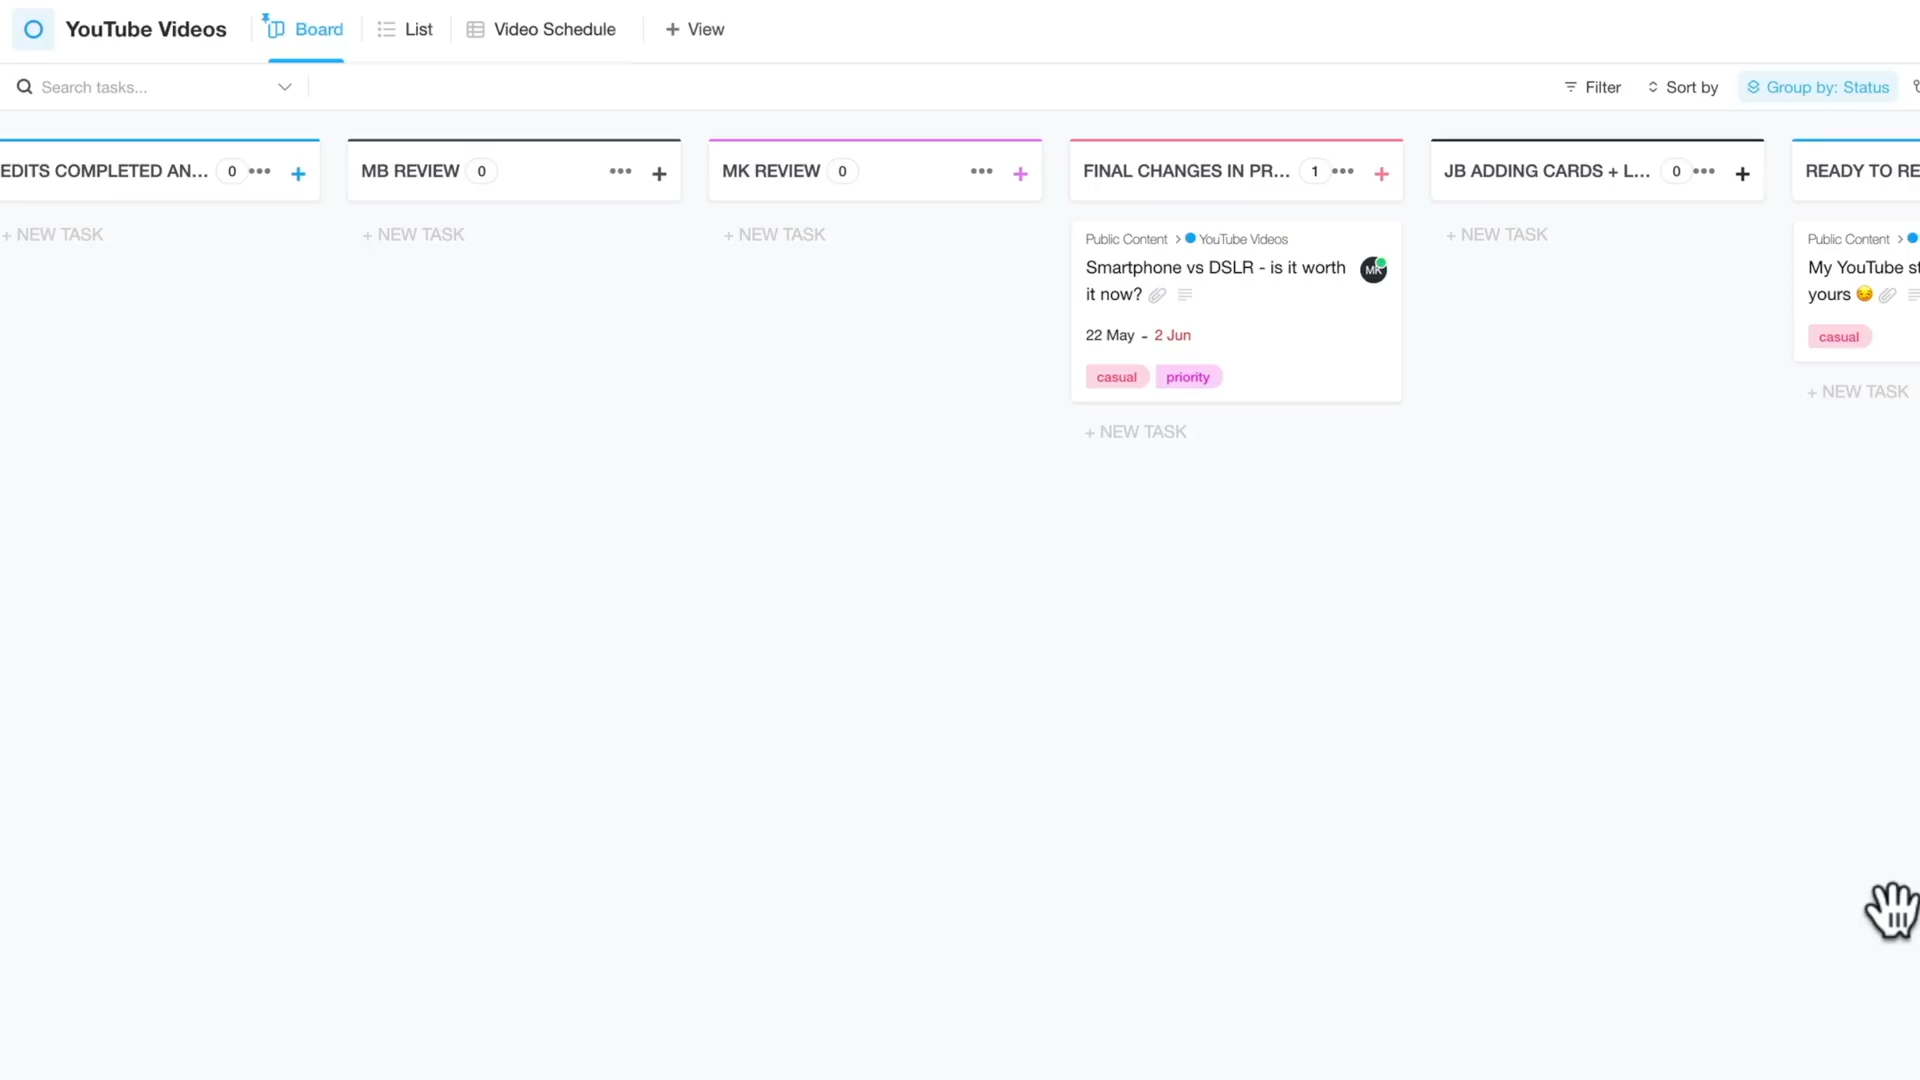 YouTube Videos
Board
List
Video Schedule
+ View
Search tasks...
Filter
Sort by
Group by: Status
EDITS COMPLETED AN... 0
MB REVIEW 0
MK REVIEW 0
FINAL CHANGES IN PR... 1
JB ADDING CARDS + L... 0
READY TO RE
+ NEW TASK
+ NEW TASK
+ NEW TASK
Public Content > YouTube Videos
Smartphone vs DSLR - is it worth
it now?
MK
22 May - 2 Jun
casual priority
+ NEW TASK
+ NEW TASK
Public Content >
My YouTube st
yours 😏
casual
+ NEW TASK